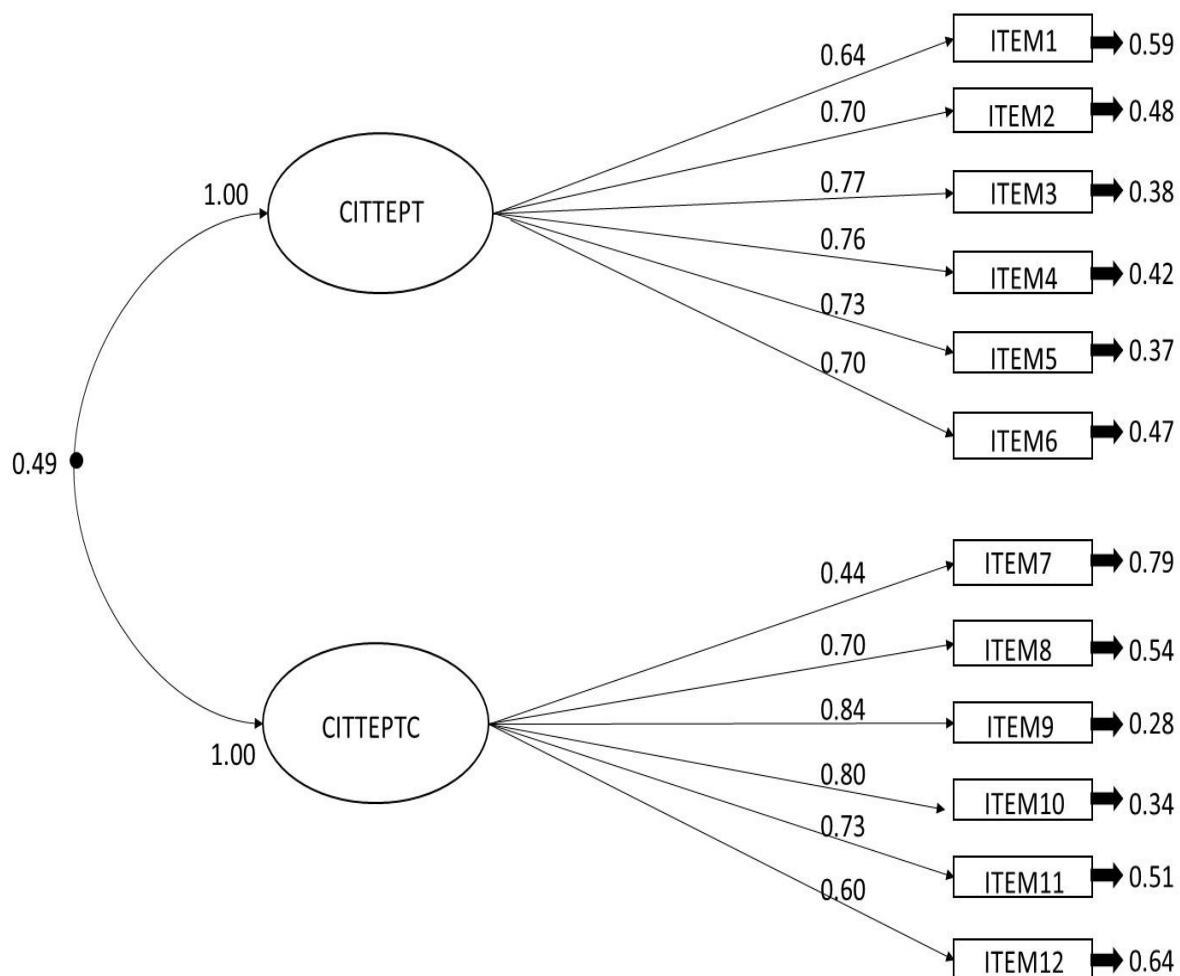 0.64 ITEM1 0.59
0.70 ITEM2 0.48
1.00 CITTEPT 0.77 ITEM3 0.38
0.76 ITEM4 0.42
0.73 ITEM5 0.37
0.70 ITEM6 0.47
0.49
0.44 ITEM7 0.79
0.70 ITEM8 0.54
1.00 CITTEPTC 0.84 ITEM9 0.28
0.80 ITEM10 0.34
0.73 ITEM11 0.51
0.60 ITEM12 0.64